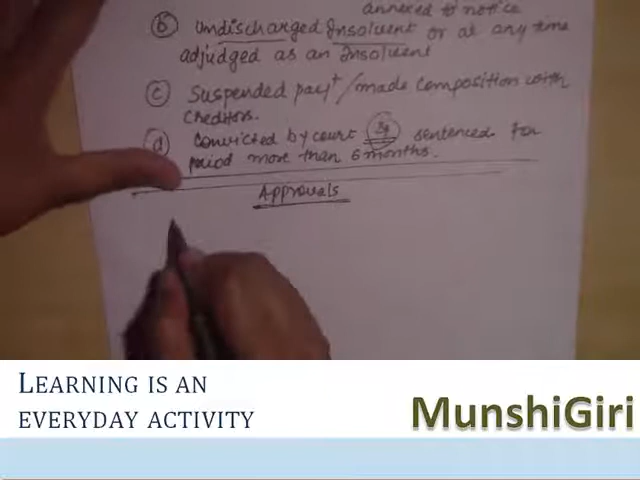 annexed to notice
(b) Undischarged Insolvent or at any time
adjudged as an Insolvent
(c) Suspended payt/made composition with
Creditors.
(d) Convicted by court & sentenced for
period more than 6 months.
Approvals
LEARNING IS AN
EVERYDAY ACTIVITY
MunshiGiri